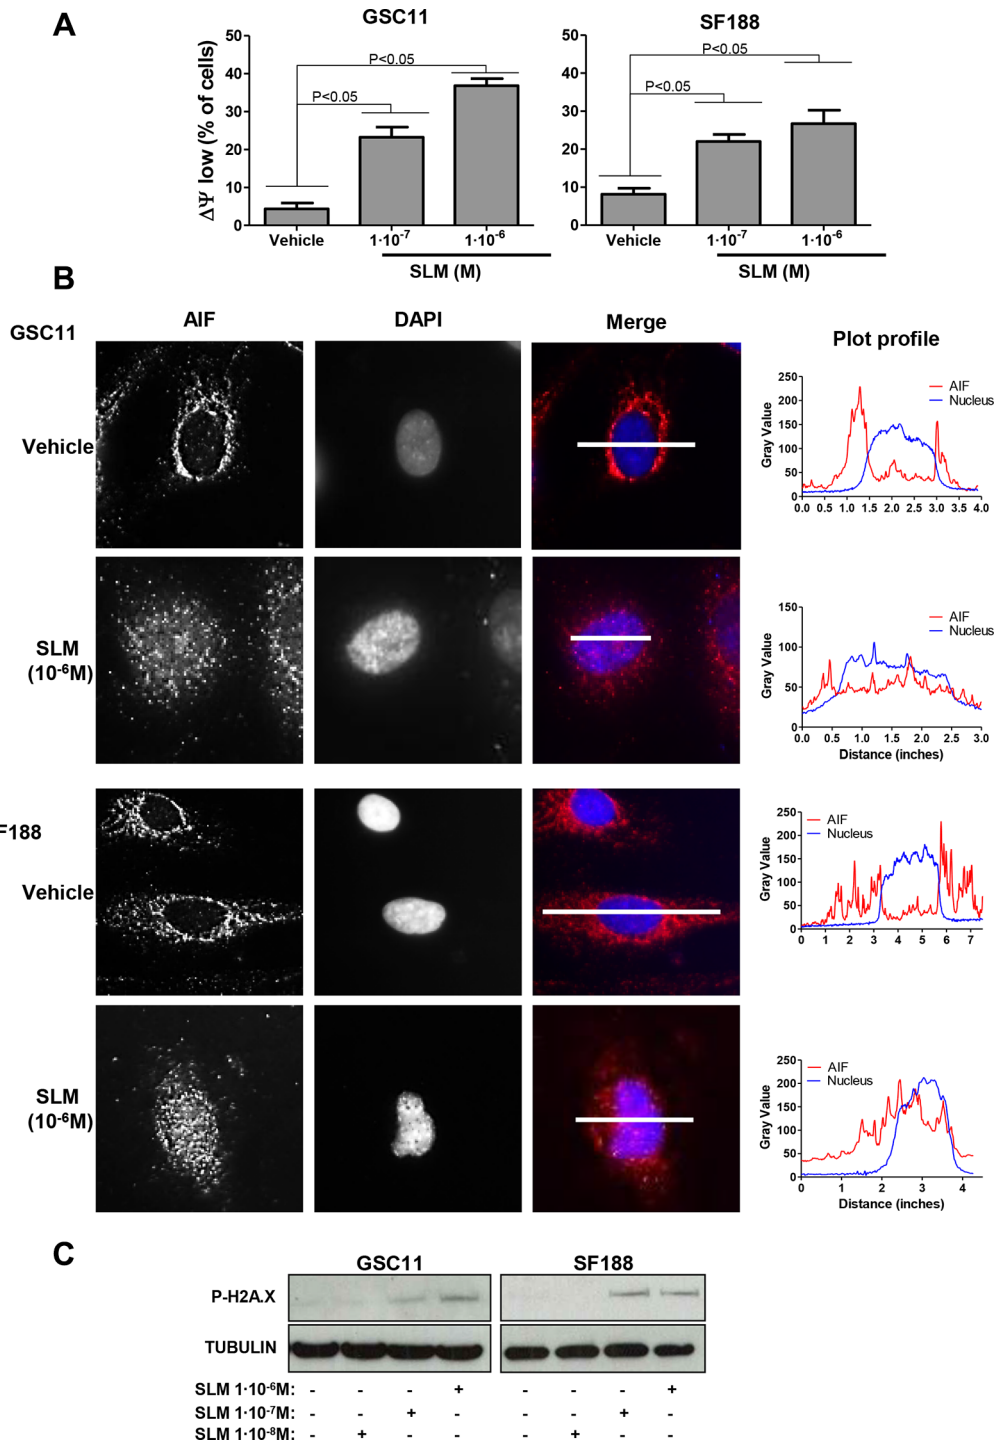 A
GSC11
SF188
ΔΨ low (% of cells)
50
40
30
20
10
0
P<0.05
P<0.05
Vehicle
1·10⁻⁷
1·10⁻⁶
SLM (M)
50
40
30
20
10
0
P<0.05
P<0.05
Vehicle
1·10⁻⁷
1·10⁻⁶
SLM (M)
B
GSC11
AIF
DAPI
Merge
Plot profile
Vehicle
Gray Value
250
200
150
100
50
0
AIF
Nucleus
0.0 0.5 1.0 1.5 2.0 2.5 3.0 3.5 4.0
SLM
(10⁻⁶M)
Gray Value
150
100
50
0
AIF
Nucleus
0.0 0.5 1.0 1.5 2.0 2.5 3.0
Distance (inches)
F188
Vehicle
Gray Value
250
200
150
100
50
0
AIF
Nucleus
0 1 2 3 4 5 6 7
SLM
(10⁻⁶M)
Gray Value
250
200
150
100
50
0
AIF
Nucleus
0 1 2 3 4
Distance (inches)
C
GSC11
SF188
P-H2A.X
TUBULIN
SLM 1·10⁻⁶M: - - - + - - - +
SLM 1·10⁻⁷M: - - + - - - + -
SLM 1·10⁻⁸M: - + - - - + - -